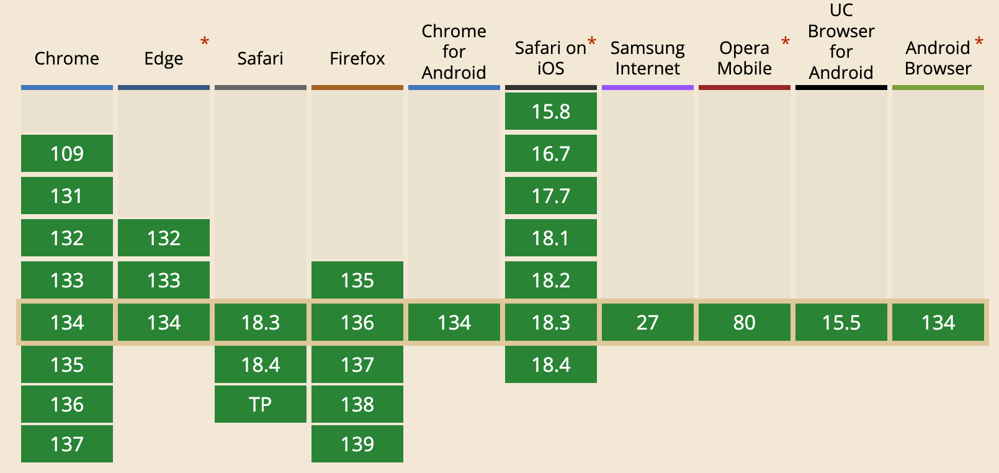 Chrome
Edge *
Safari
Firefox
Chrome
for
Android
Safari on *
iOS
Samsung
Internet
Opera *
Mobile
UC
Browser
for
Android
Android *
Browser
15.8
109 16.7
131 17.7
132 132 18.1
133 133 135 18.2
134 134 18.3 136 134 18.3 27 80 15.5 134
135 18.4 137 18.4
136 TP 138
137 139